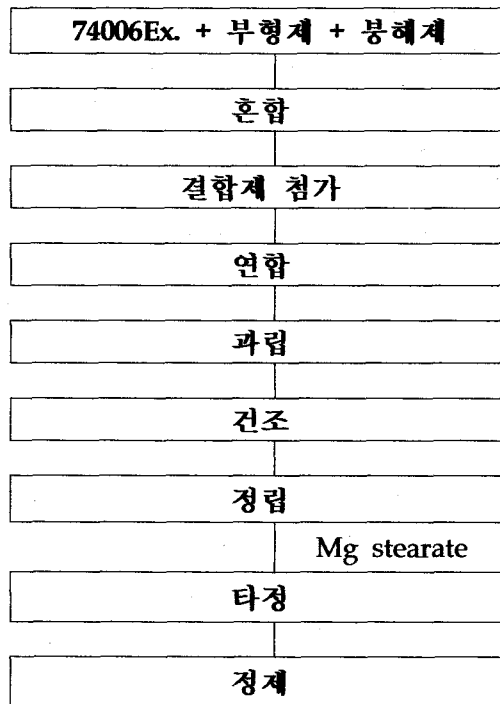 74006Ex. + 부형제 + 붕해제
혼합
결합제 첨가
연합
과립
건조
정립
Mg stearate
타정
정제